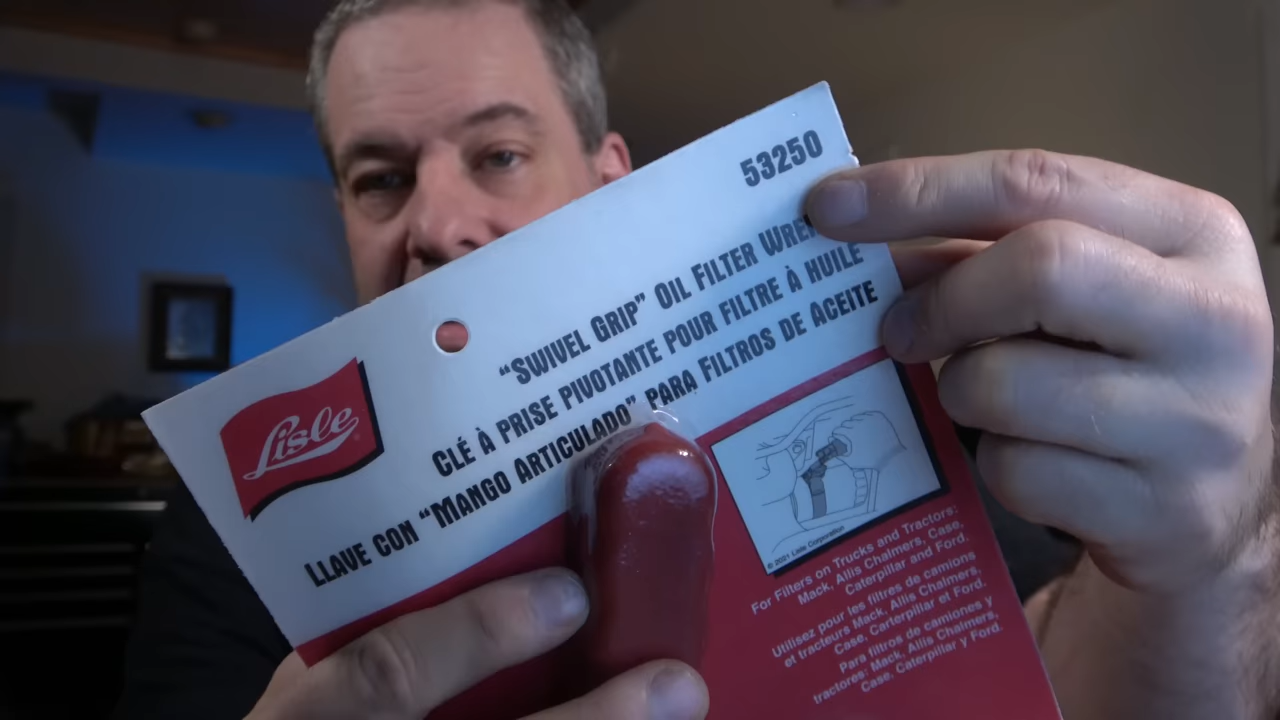 53250
"SWIVEL GRIP" OIL FILTER
CLÉ À PRISE PIVOTANTE POUR FILTRE À HUILE
LLAVE CON "MANGO ARTICULADO" PARA FILTROS DE ACEITE
Lisle
© 2021 Lisle Corporation
For Filters on Trucks and Tractors:
Mack, Allis Chalmers, Case,
Caterpillar and Ford.
Utilisez pour les filtres de camions
et tracteurs Mack, Allis Chalmers,
Case, Carterpillar et Ford.
Para filtros de camiones y
tractores: Mack, Allis Chalmers,
Case, Caterpillar y Ford.